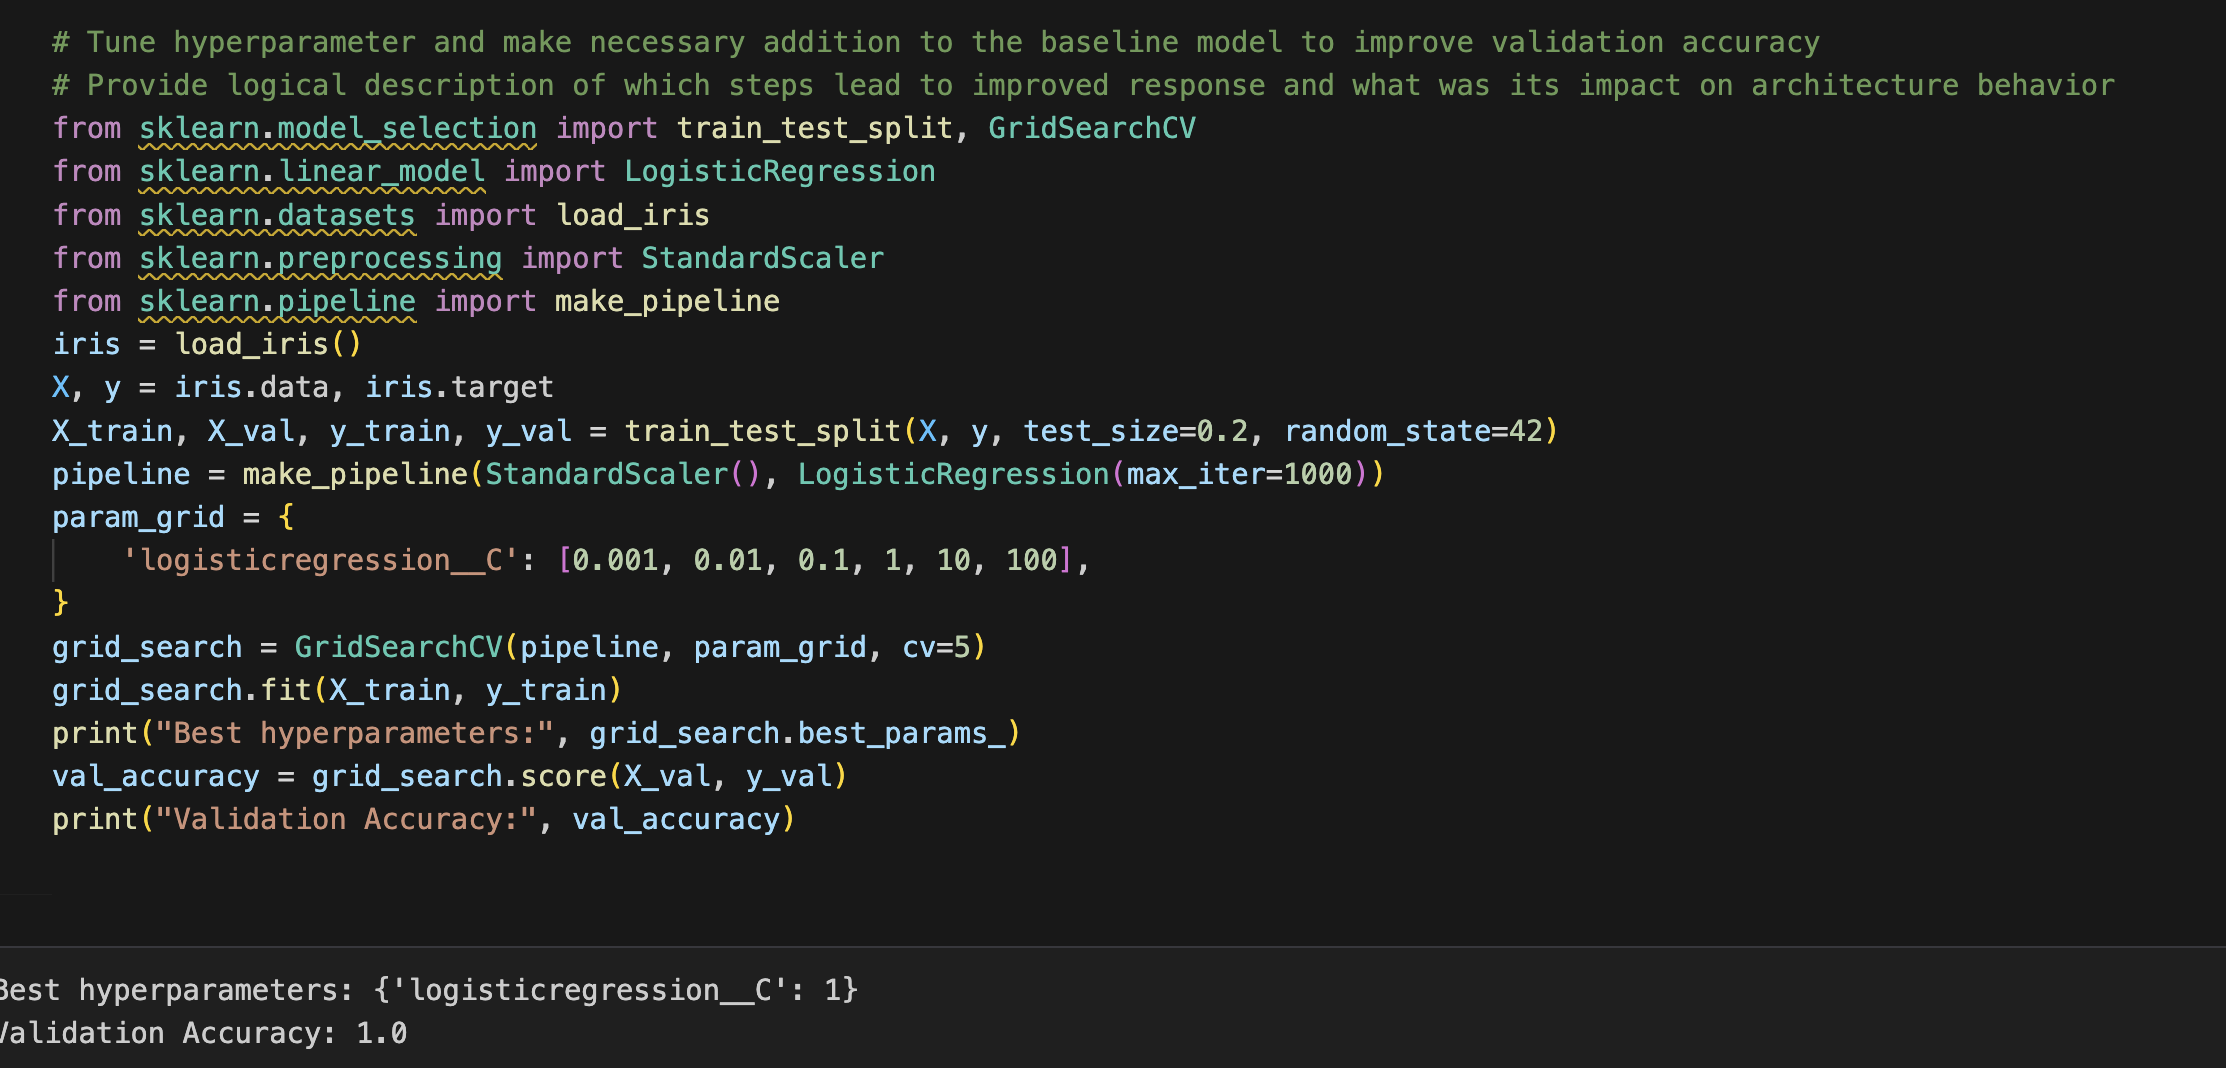 # Tune hyperparameter and make necessary addition to the baseline model to improve validation accuracy
# Provide logical description of which steps lead to improved response and what was its impact on architecture behavior
from sklearn.model_selection import train_test_split, GridSearchCV
from sklearn.linear_model import LogisticRegression
from sklearn.datasets import load_iris
from sklearn.preprocessing import StandardScaler
from sklearn.pipeline import make_pipeline
iris = load_iris()
X, y = iris.data, iris.target
X_train, X_val, y_train, y_val = train_test_split(X, y, test_size=0.2, random_state=42)
pipeline = make_pipeline(StandardScaler(), LogisticRegression(max_iter=1000))
param_grid = {
    'logisticregression__C': [0.001, 0.01, 0.1, 1, 10, 100],
}
grid_search = GridSearchCV(pipeline, param_grid, cv=5)
grid_search.fit(X_train, y_train)
print("Best hyperparameters:", grid_search.best_params_)
val_accuracy = grid_search.score(X_val, y_val)
print("Validation Accuracy:", val_accuracy)
Best hyperparameters: {'logisticregression__C': 1}
Validation Accuracy: 1.0